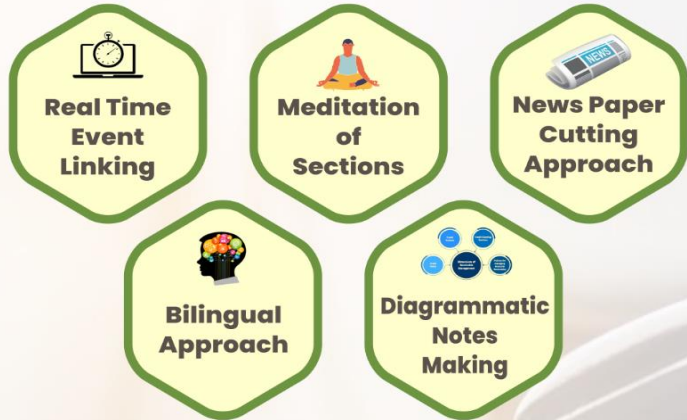 Real Time
Event
Linking
Meditation
of
Sections
NEWS
News Paper
Cutting
Approach
Bilingual
Approach
Diagrammatic
Notes
Making